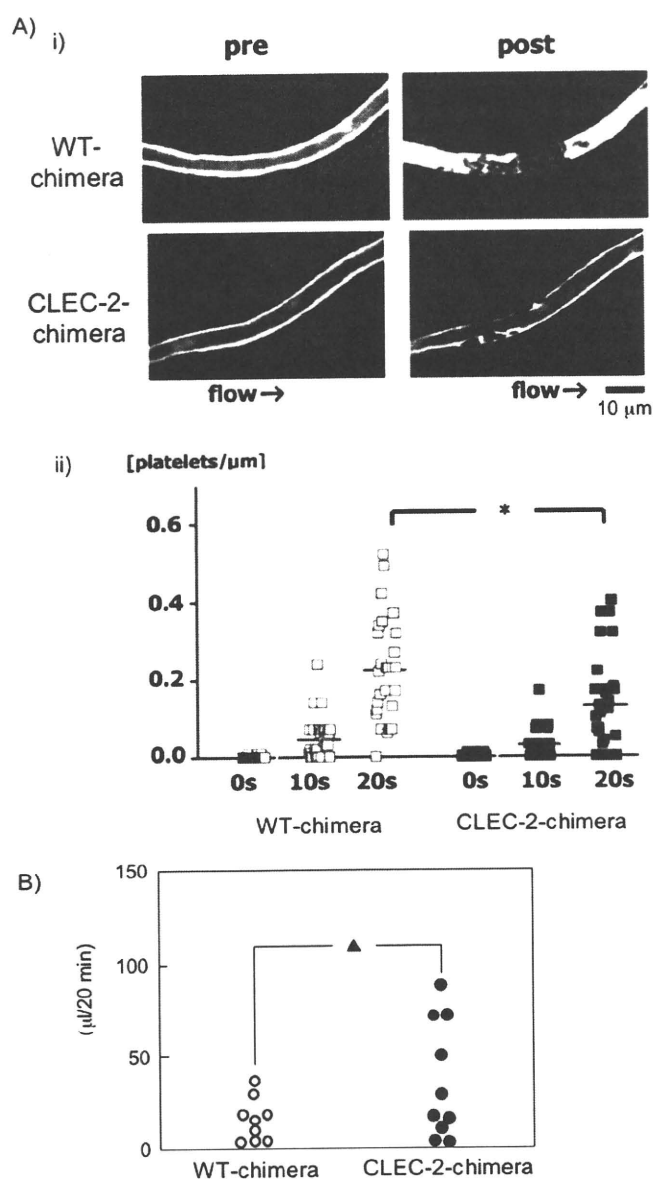 A) i)
pre post
WT-
chimera
CLEC-2-
chimera
flow→ flow→
10 μm
ii) [platelets/μm]
*
0.6
0.4
0.2
0.0
0s 10s 20s 0s 10s 20s
WT-chimera CLEC-2-chimera
B)
150
100
50
0
(μl/20 min)
WT-chimera CLEC-2-chimera